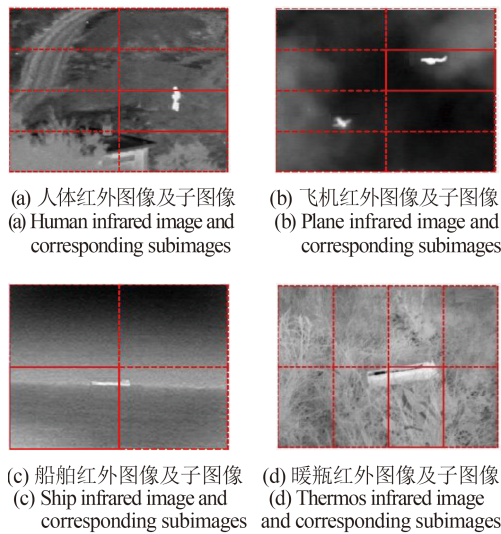 (a) 人体红外图像及子图像
(a) Human infrared image and
corresponding subimages
(b) 飞机红外图像及子图像
(b) Plane infrared image and
corresponding subimages
(c) 船舶红外图像及子图像
(c) Ship infrared image and
corresponding subimages
(d) 暖瓶红外图像及子图像
(d) Thermos infrared image
and corresponding subimages